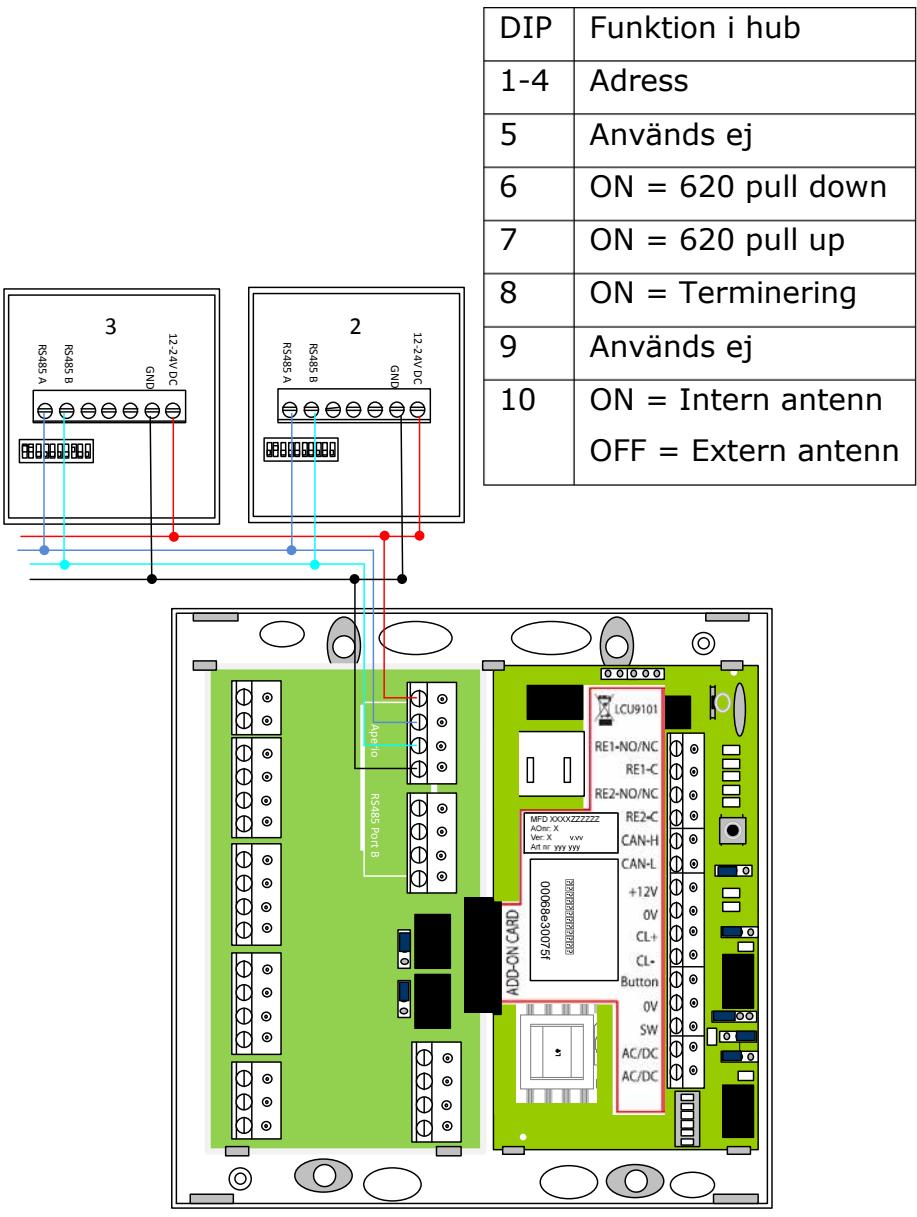 DIP Funktion i hub
1-4 Adress
5 Används ej
6 ON = 620 pull down
7 ON = 620 pull up
8 ON = Terminering
9 Används ej
10 ON = Intern antenn
OFF = Extern antenn
3
RS485 A
RS485 B
GND
12-24V DC
2
RS485 A
RS485 B
GND
12-24V DC
Aperio
RS485 Port B
LCU9101
RE1-NO/NC
RE1-C
RE2-NO/NC
RE2-C
CAN-H
CAN-L
+12V
0V
CL+
CL-
Button
0V
SW
AC/DC
AC/DC
MFD XXXXZZZZZZ
AOnr: X
Ver: X v.vv
Art nr yyy yyy
00068e30075f
ADD-ON CARD